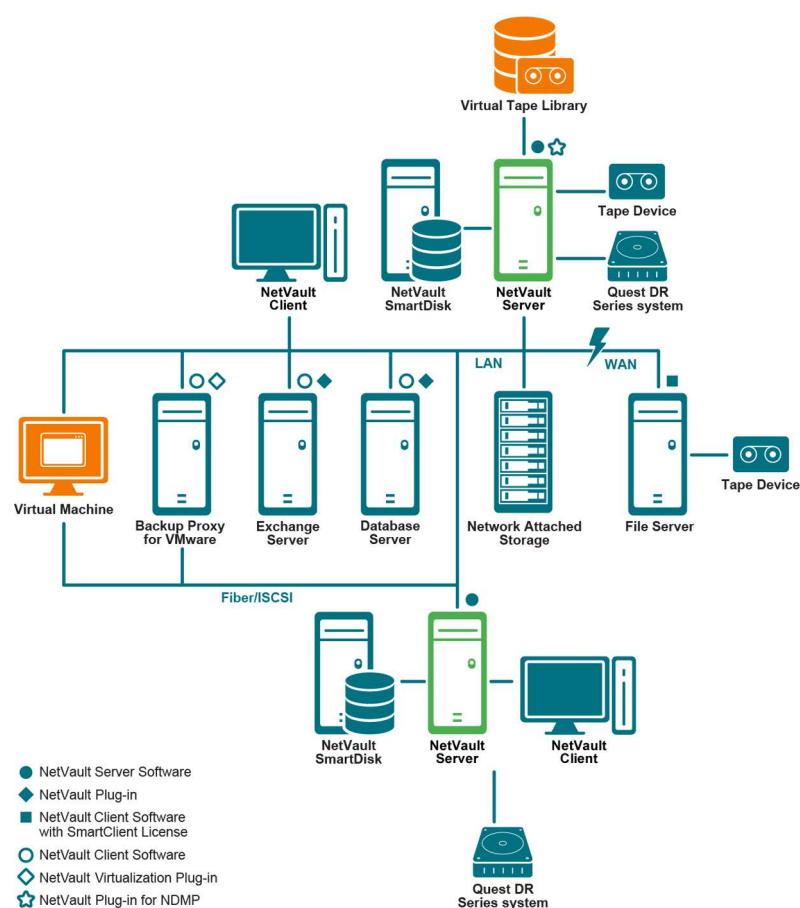 Virtual Tape Library
Tape Device
NetVault
Client
NetVault
SmartDisk
NetVault
Server
Quest DR
Series system
LAN
WAN
Virtual Machine
Backup Proxy
for VMware
Exchange
Server
Database
Server
Network Attached
Storage
File Server
Tape Device
Fiber/ISCSI
NetVault
SmartDisk
NetVault
Server
NetVault
Client
Quest DR
Series system
NetVault Server Software
NetVault Plug-in
NetVault Client Software
with SmartClient License
NetVault Client Software
NetVault Virtualization Plug-in
NetVault Plug-in for NDMP